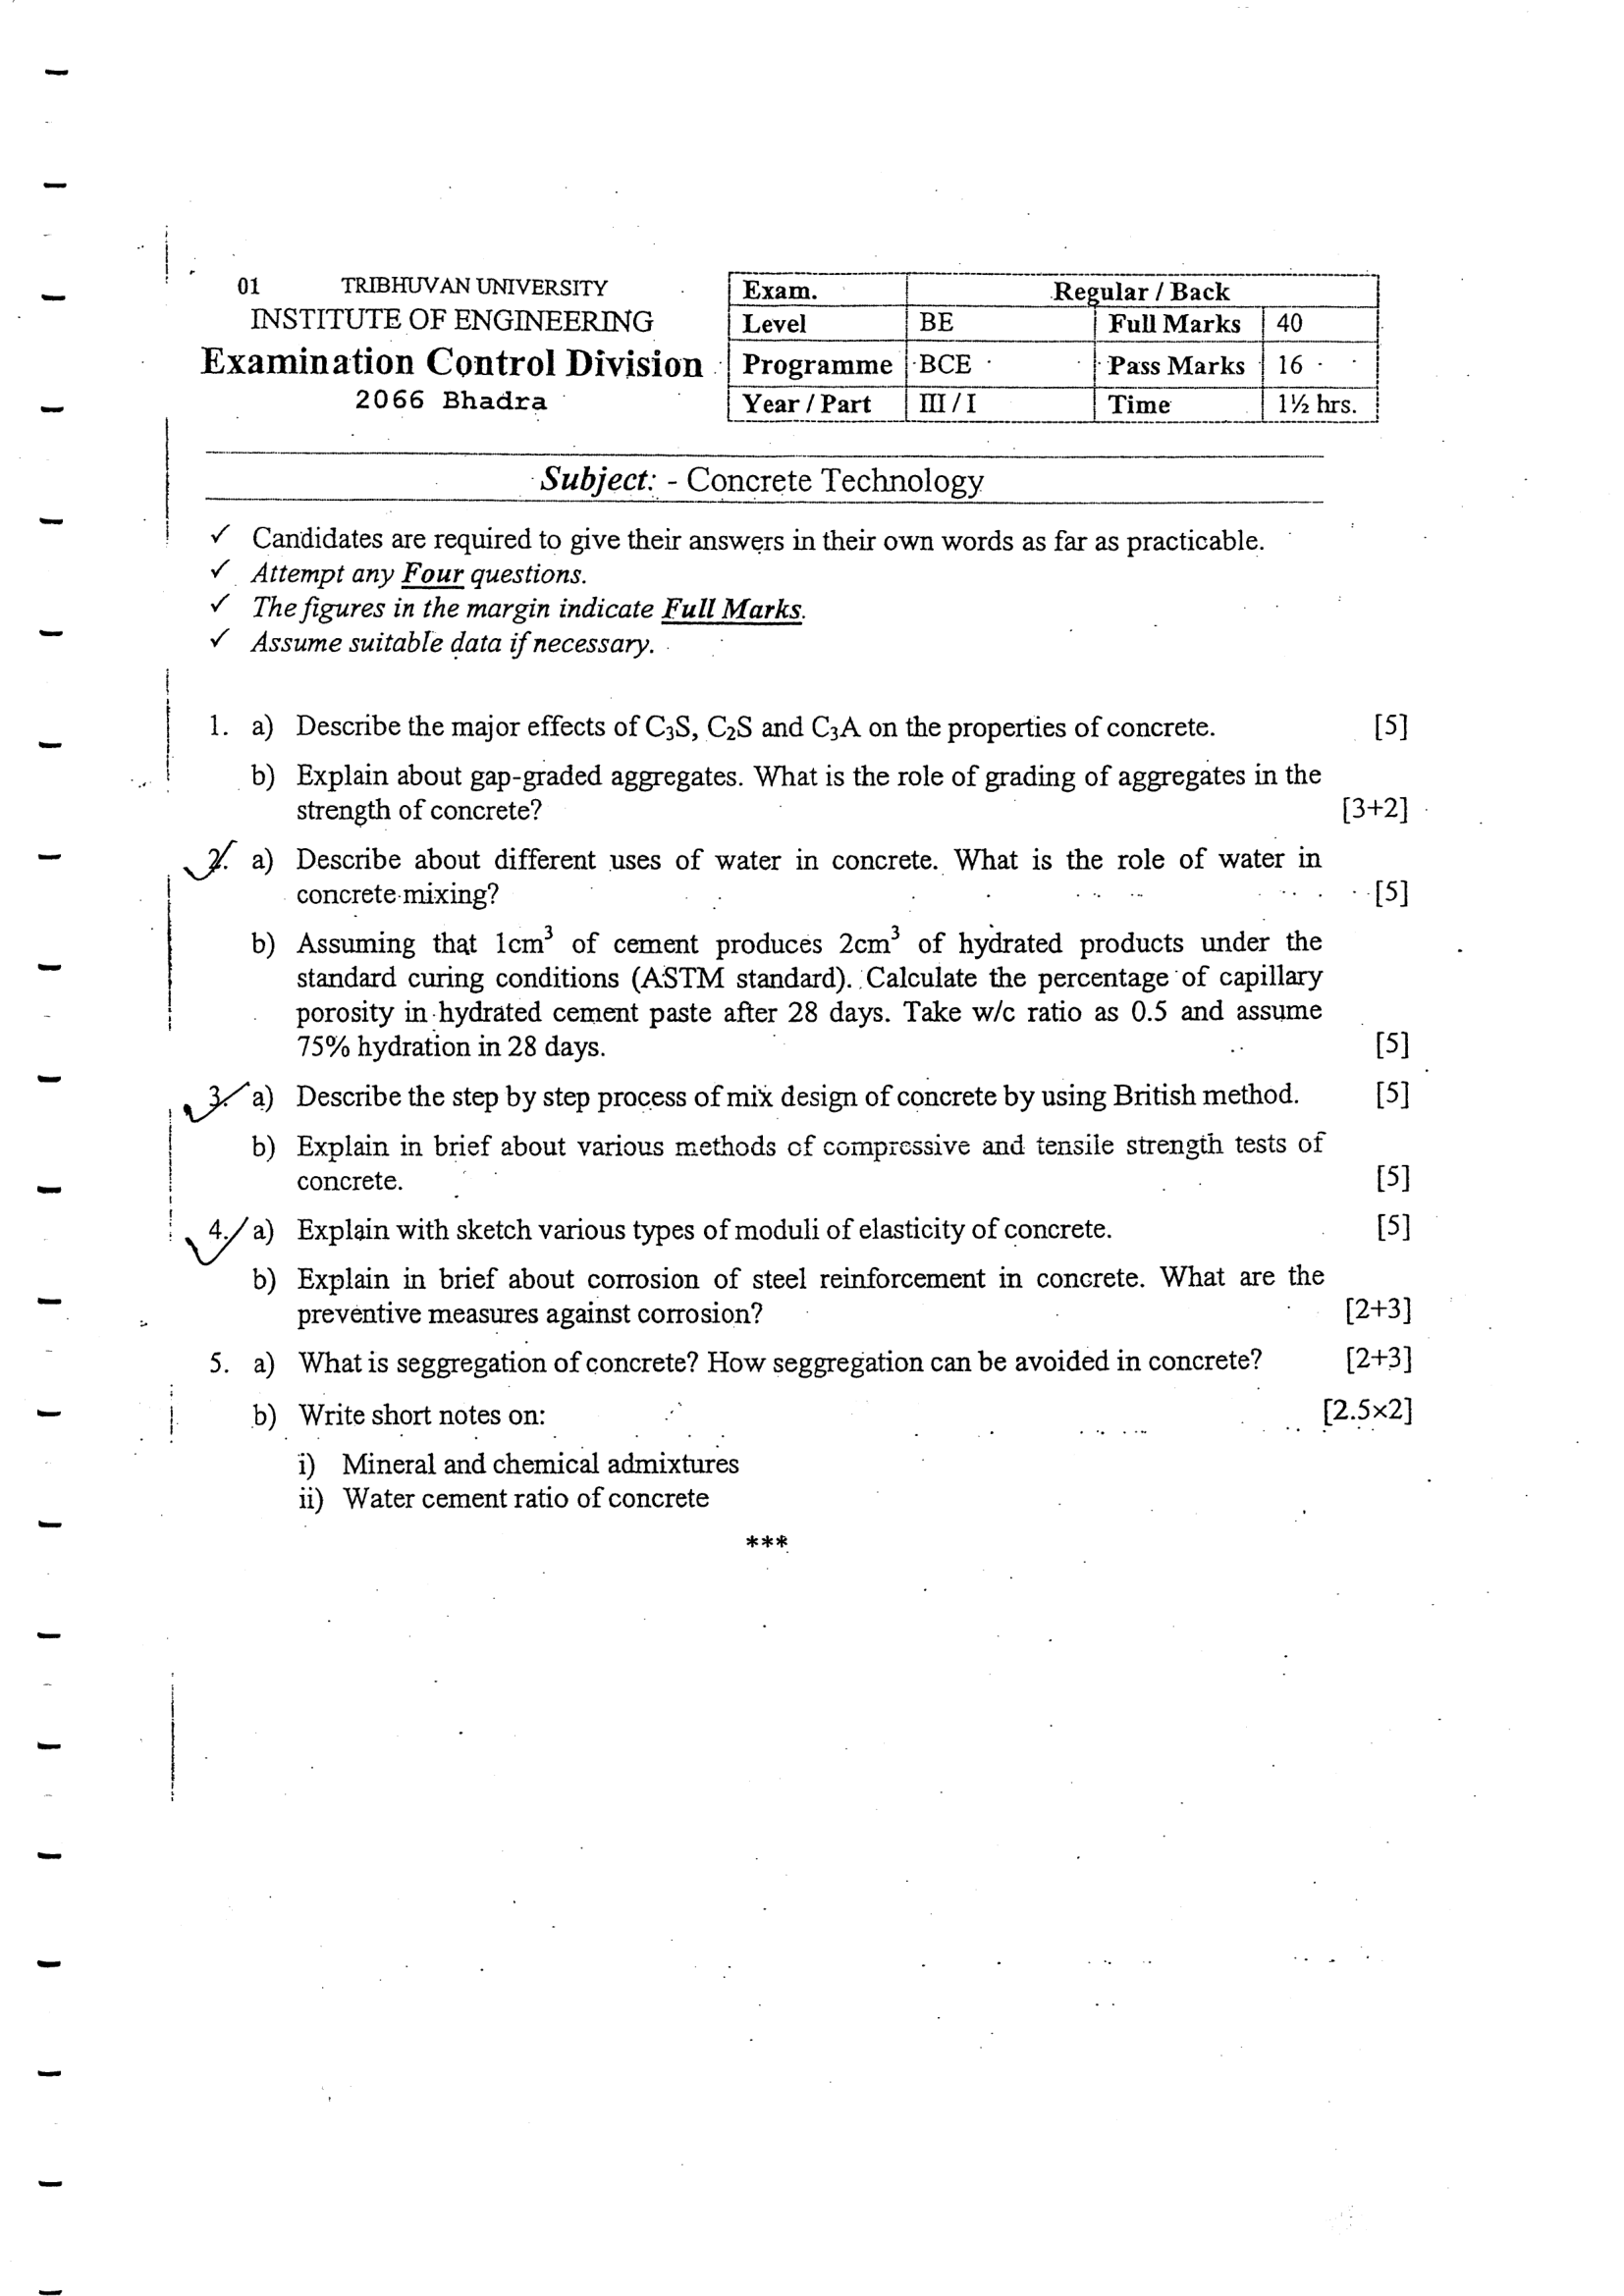 01 TRIBHUVAN UNIVERSITY
INSTITUTE OF ENGINEERING
Examination Control Division
2066 Bhadra
Exam. Regular / Back
Level BE Full Marks 40
Programme BCE Pass Marks 16
Year / Part III / I Time 1½ hrs.
Subject: - Concrete Technology
✓ Candidates are required to give their answers in their own words as far as practicable.
✓ Attempt any Four questions.
✓ The figures in the margin indicate Full Marks.
✓ Assume suitable data if necessary.
1. a) Describe the major effects of C₃S, C₂S and C₃A on the properties of concrete. [5]
b) Explain about gap-graded aggregates. What is the role of grading of aggregates in the
strength of concrete? [3+2]
2. a) Describe about different uses of water in concrete. What is the role of water in
concrete mixing? [5]
b) Assuming that 1cm³ of cement produces 2cm³ of hydrated products under the
standard curing conditions (ASTM standard). Calculate the percentage of capillary
porosity in hydrated cement paste after 28 days. Take w/c ratio as 0.5 and assume
75% hydration in 28 days. [5]
3. a) Describe the step by step process of mix design of concrete by using British method. [5]
b) Explain in brief about various methods of compressive and tensile strength tests of
concrete. [5]
4. a) Explain with sketch various types of moduli of elasticity of concrete. [5]
b) Explain in brief about corrosion of steel reinforcement in concrete. What are the
preventive measures against corrosion? [2+3]
5. a) What is seggregation of concrete? How seggregation can be avoided in concrete? [2+3]
b) Write short notes on: [2.5×2]
i) Mineral and chemical admixtures
ii) Water cement ratio of concrete
***